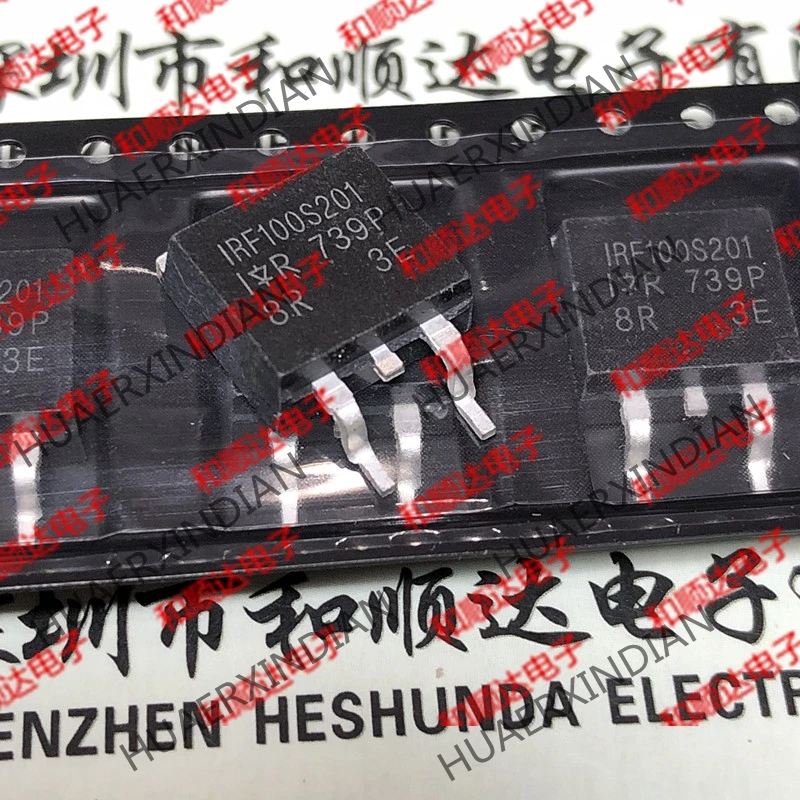 深圳市和顺达电子有限
IRF100S201
IR 739P
8R 3E
IRF100S201
IR 739P
8R 3E
S201
39P
3E
深圳市和顺达电子
SHENZHEN HESHUNDA ELECTR
和顺达电子
HUAERXINDIAN